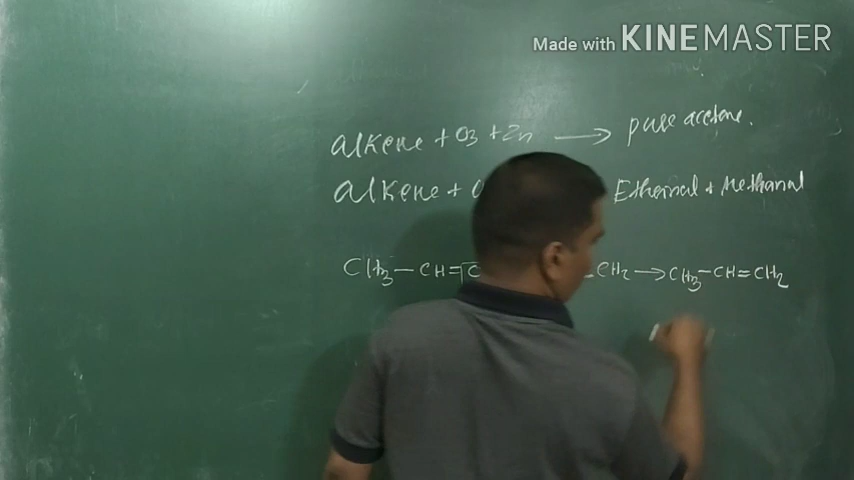 Made with KINEMASTER
alkene + O3 + Zn → pure acetone.
alkene + Ethanal + Methanal
CH3 — CH = CH2 → CH3 — CH = CH2